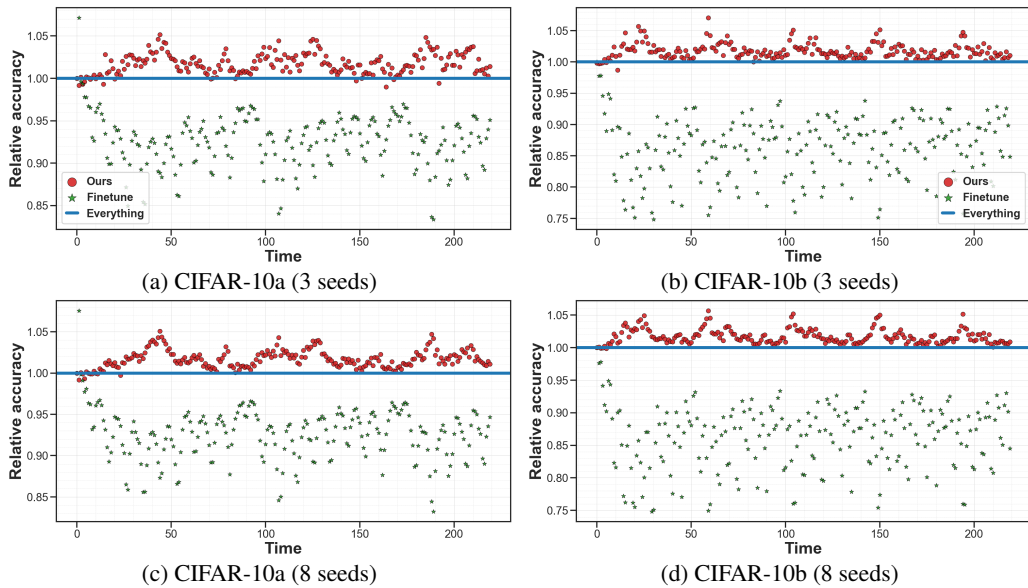 Relative accuracy
1.05
1.00
0.95
0.90
0.85
Ours
Finetune
Everything
0
50
100
150
200
Time
(a) CIFAR-10a (3 seeds)
Relative accuracy
1.05
1.00
0.95
0.90
0.85
0.80
0.75
Ours
Finetune
Everything
0
50
100
150
200
Time
(b) CIFAR-10b (3 seeds)
Relative accuracy
1.05
1.00
0.95
0.90
0.85
0
50
100
150
200
Time
(c) CIFAR-10a (8 seeds)
Relative accuracy
1.05
1.00
0.95
0.90
0.85
0.80
0.75
0
50
100
150
200
Time
(d) CIFAR-10b (8 seeds)